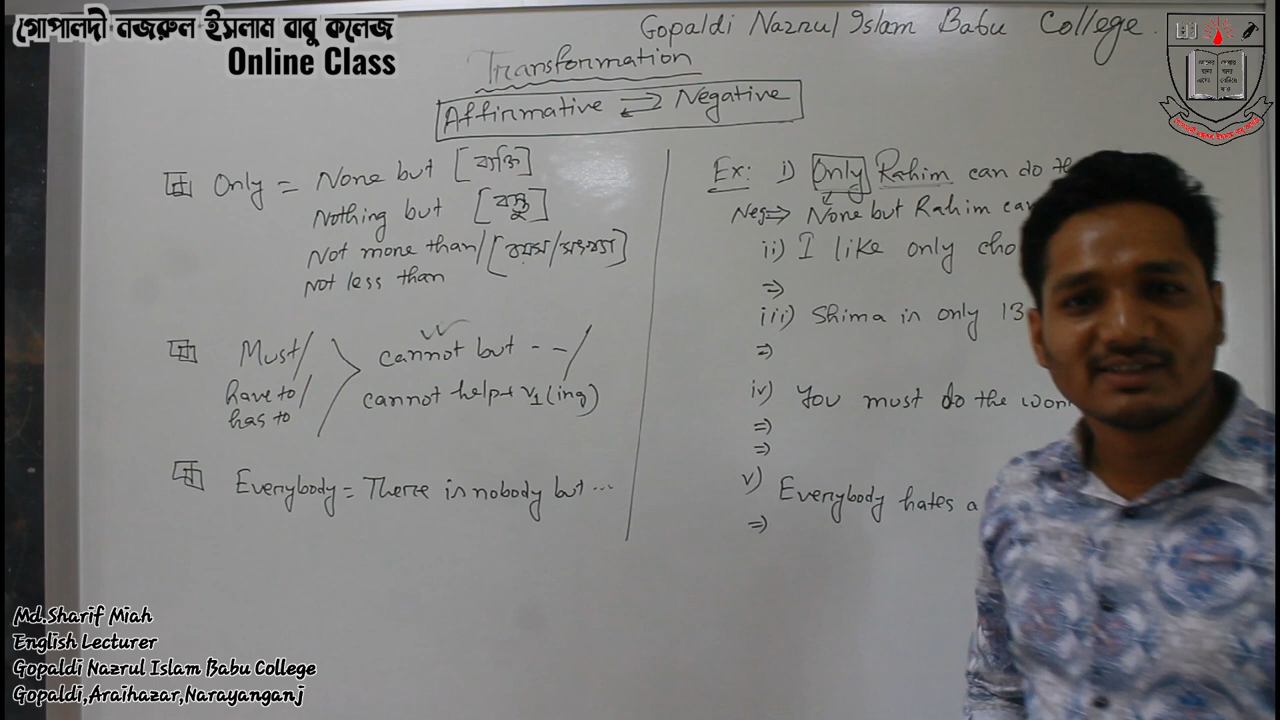 গোপালদী নজরুল ইসলাম বাবু কলেজ
Online Class
Gopaldi Nazrul Islam Babu College.
Transformation
Affirmative ⇄ Negative
Only = None but [ব্যক্তি]
Nothing but [বস্তু]
Not more than/ [বয়স/সংখ্যা]
not less than
Must/
have to/
has to
cannot but - - /
cannot help + v1 (ing)
Everybody = There is nobody but ...
Ex: i) Only Rahim can do
Neg ⇒ None but Rahim
ii) I like only
⇒
iii) Shima is only 13
⇒
iv) You must do the
⇒
⇒
v) Everybody hates a
⇒
Md.Sharif Miah
English Lecturer
Gopaldi Nazrul Islam Babu College
Gopaldi,Araihazar,Narayanganj